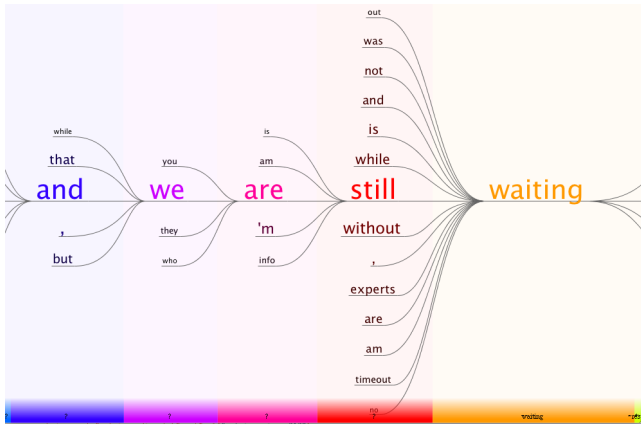 out
was
not
and
is
while
while is
that you am
and we are still waiting
, they 'm without
but who info ,
experts
are
am
timeout
no
? ? ? ? ? waiting